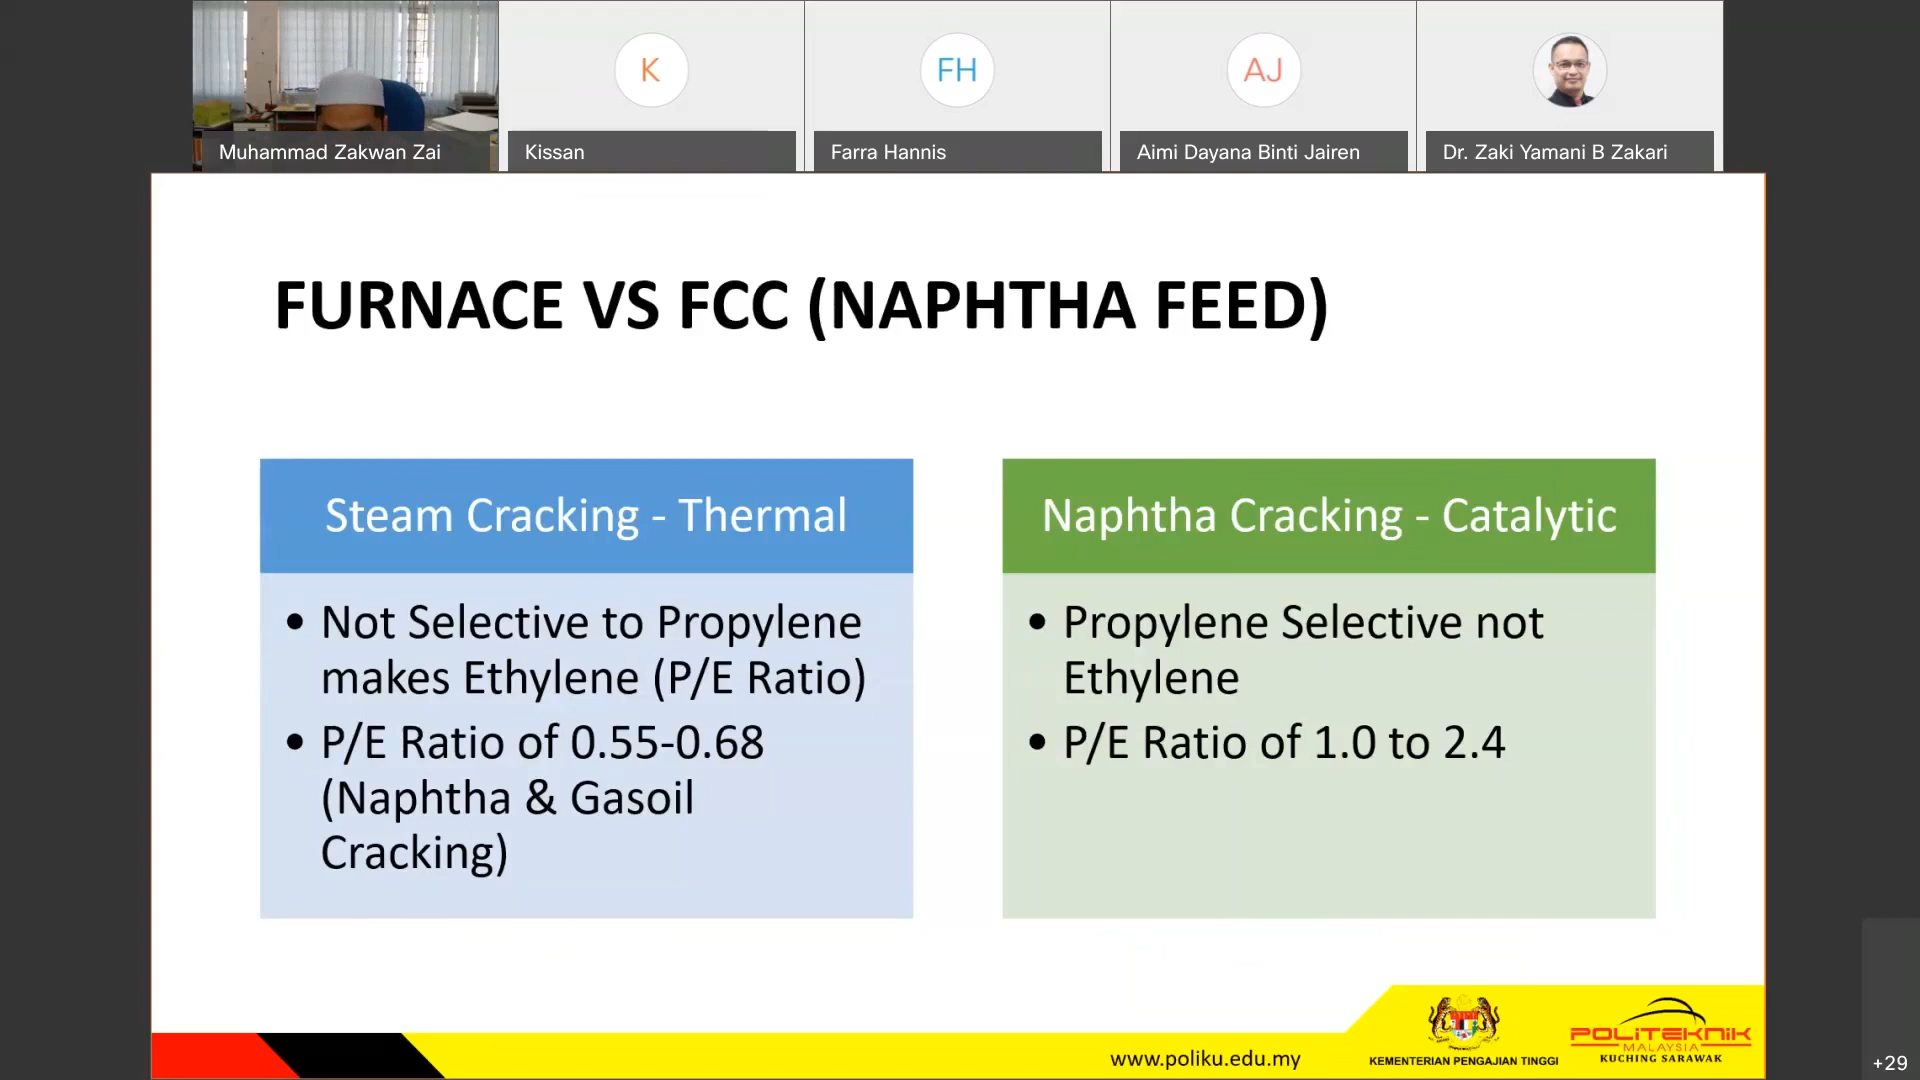 K
FH
AJ
Muhammad Zakwan Zai
Kissan
Farra Hannis
Aimi Dayana Binti Jairen
Dr. Zaki Yamani B Zakari
FURNACE VS FCC (NAPHTHA FEED)
Steam Cracking - Thermal
• Not Selective to Propylene
makes Ethylene (P/E Ratio)
• P/E Ratio of 0.55-0.68
(Naphtha & Gasoil
Cracking)
Naphtha Cracking - Catalytic
• Propylene Selective not
Ethylene
• P/E Ratio of 1.0 to 2.4
www.poliku.edu.my
KEMENTERIAN PENGAJIAN TINGGI
POLITEKNIK
MALAYSIA
KUCHING SARAWAK
+29